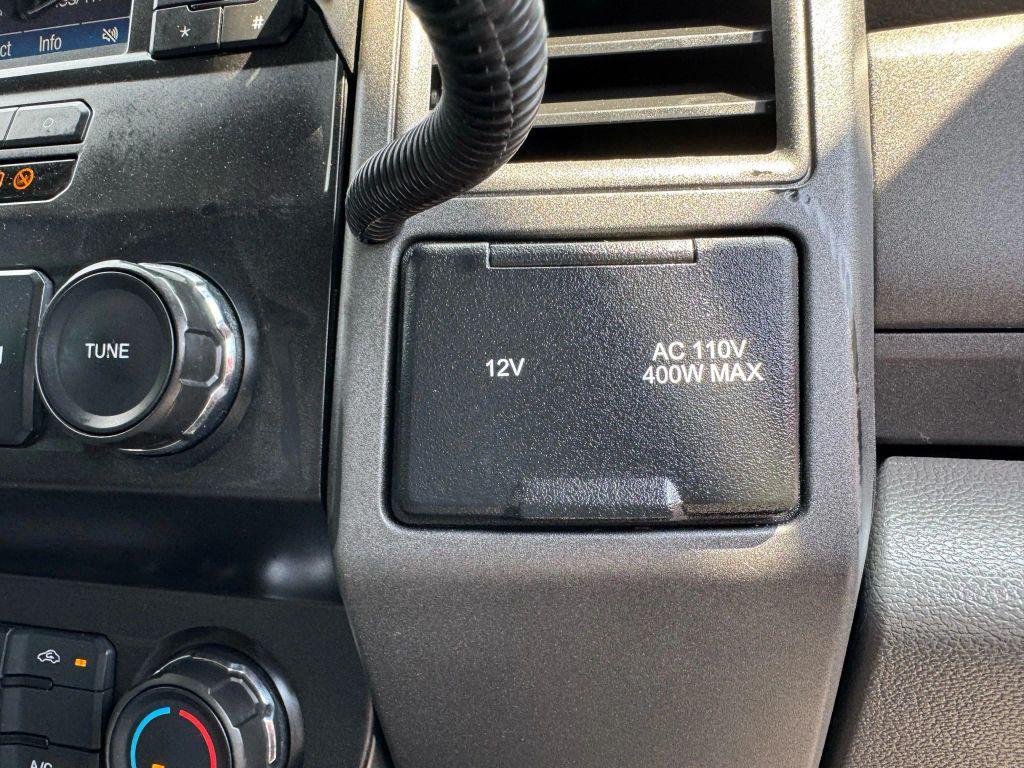 Info
*
#
TUNE
12V
AC 110V
400W MAX
A/C